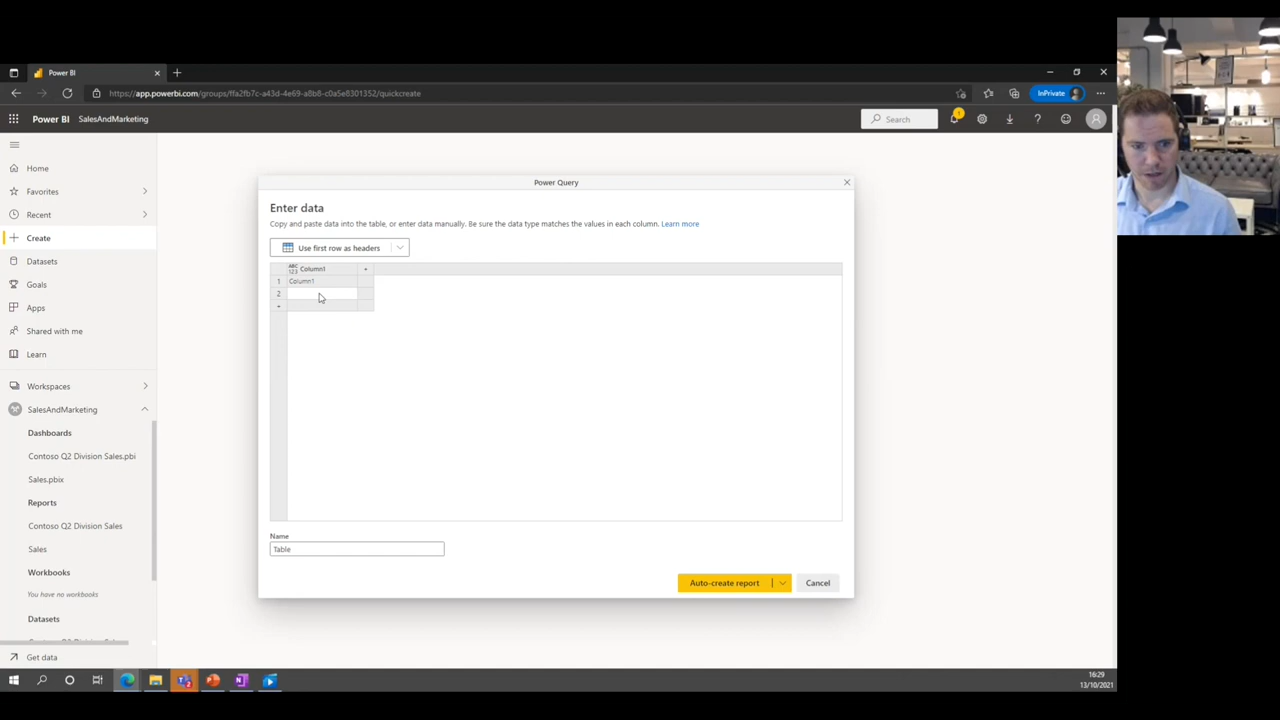 Power BI
https://app.powerbi.com/groups/ffa2fb7c-a43d-4e69-a8b8-c0a5e8301352/quickcreate
InPrivate
Power BI
SalesAndMarketing
Search
1
Home
Favorites
Recent
Create
Datasets
Goals
Apps
Shared with me
Learn
Workspaces
SalesAndMarketing
Dashboards
Contoso Q2 Division Sales.pbi
Sales.pbix
Reports
Contoso Q2 Division Sales
Sales
Workbooks
You have no workbooks
Datasets
Get data
Power Query
Enter data
Copy and paste data into the table, or enter data manually. Be sure the data type matches the values in each column. Learn more
Use first row as headers
ABC
123 Column1 +
1 Column1
2
+
Name
Table
Auto-create report
Cancel
16:29
13/10/2021